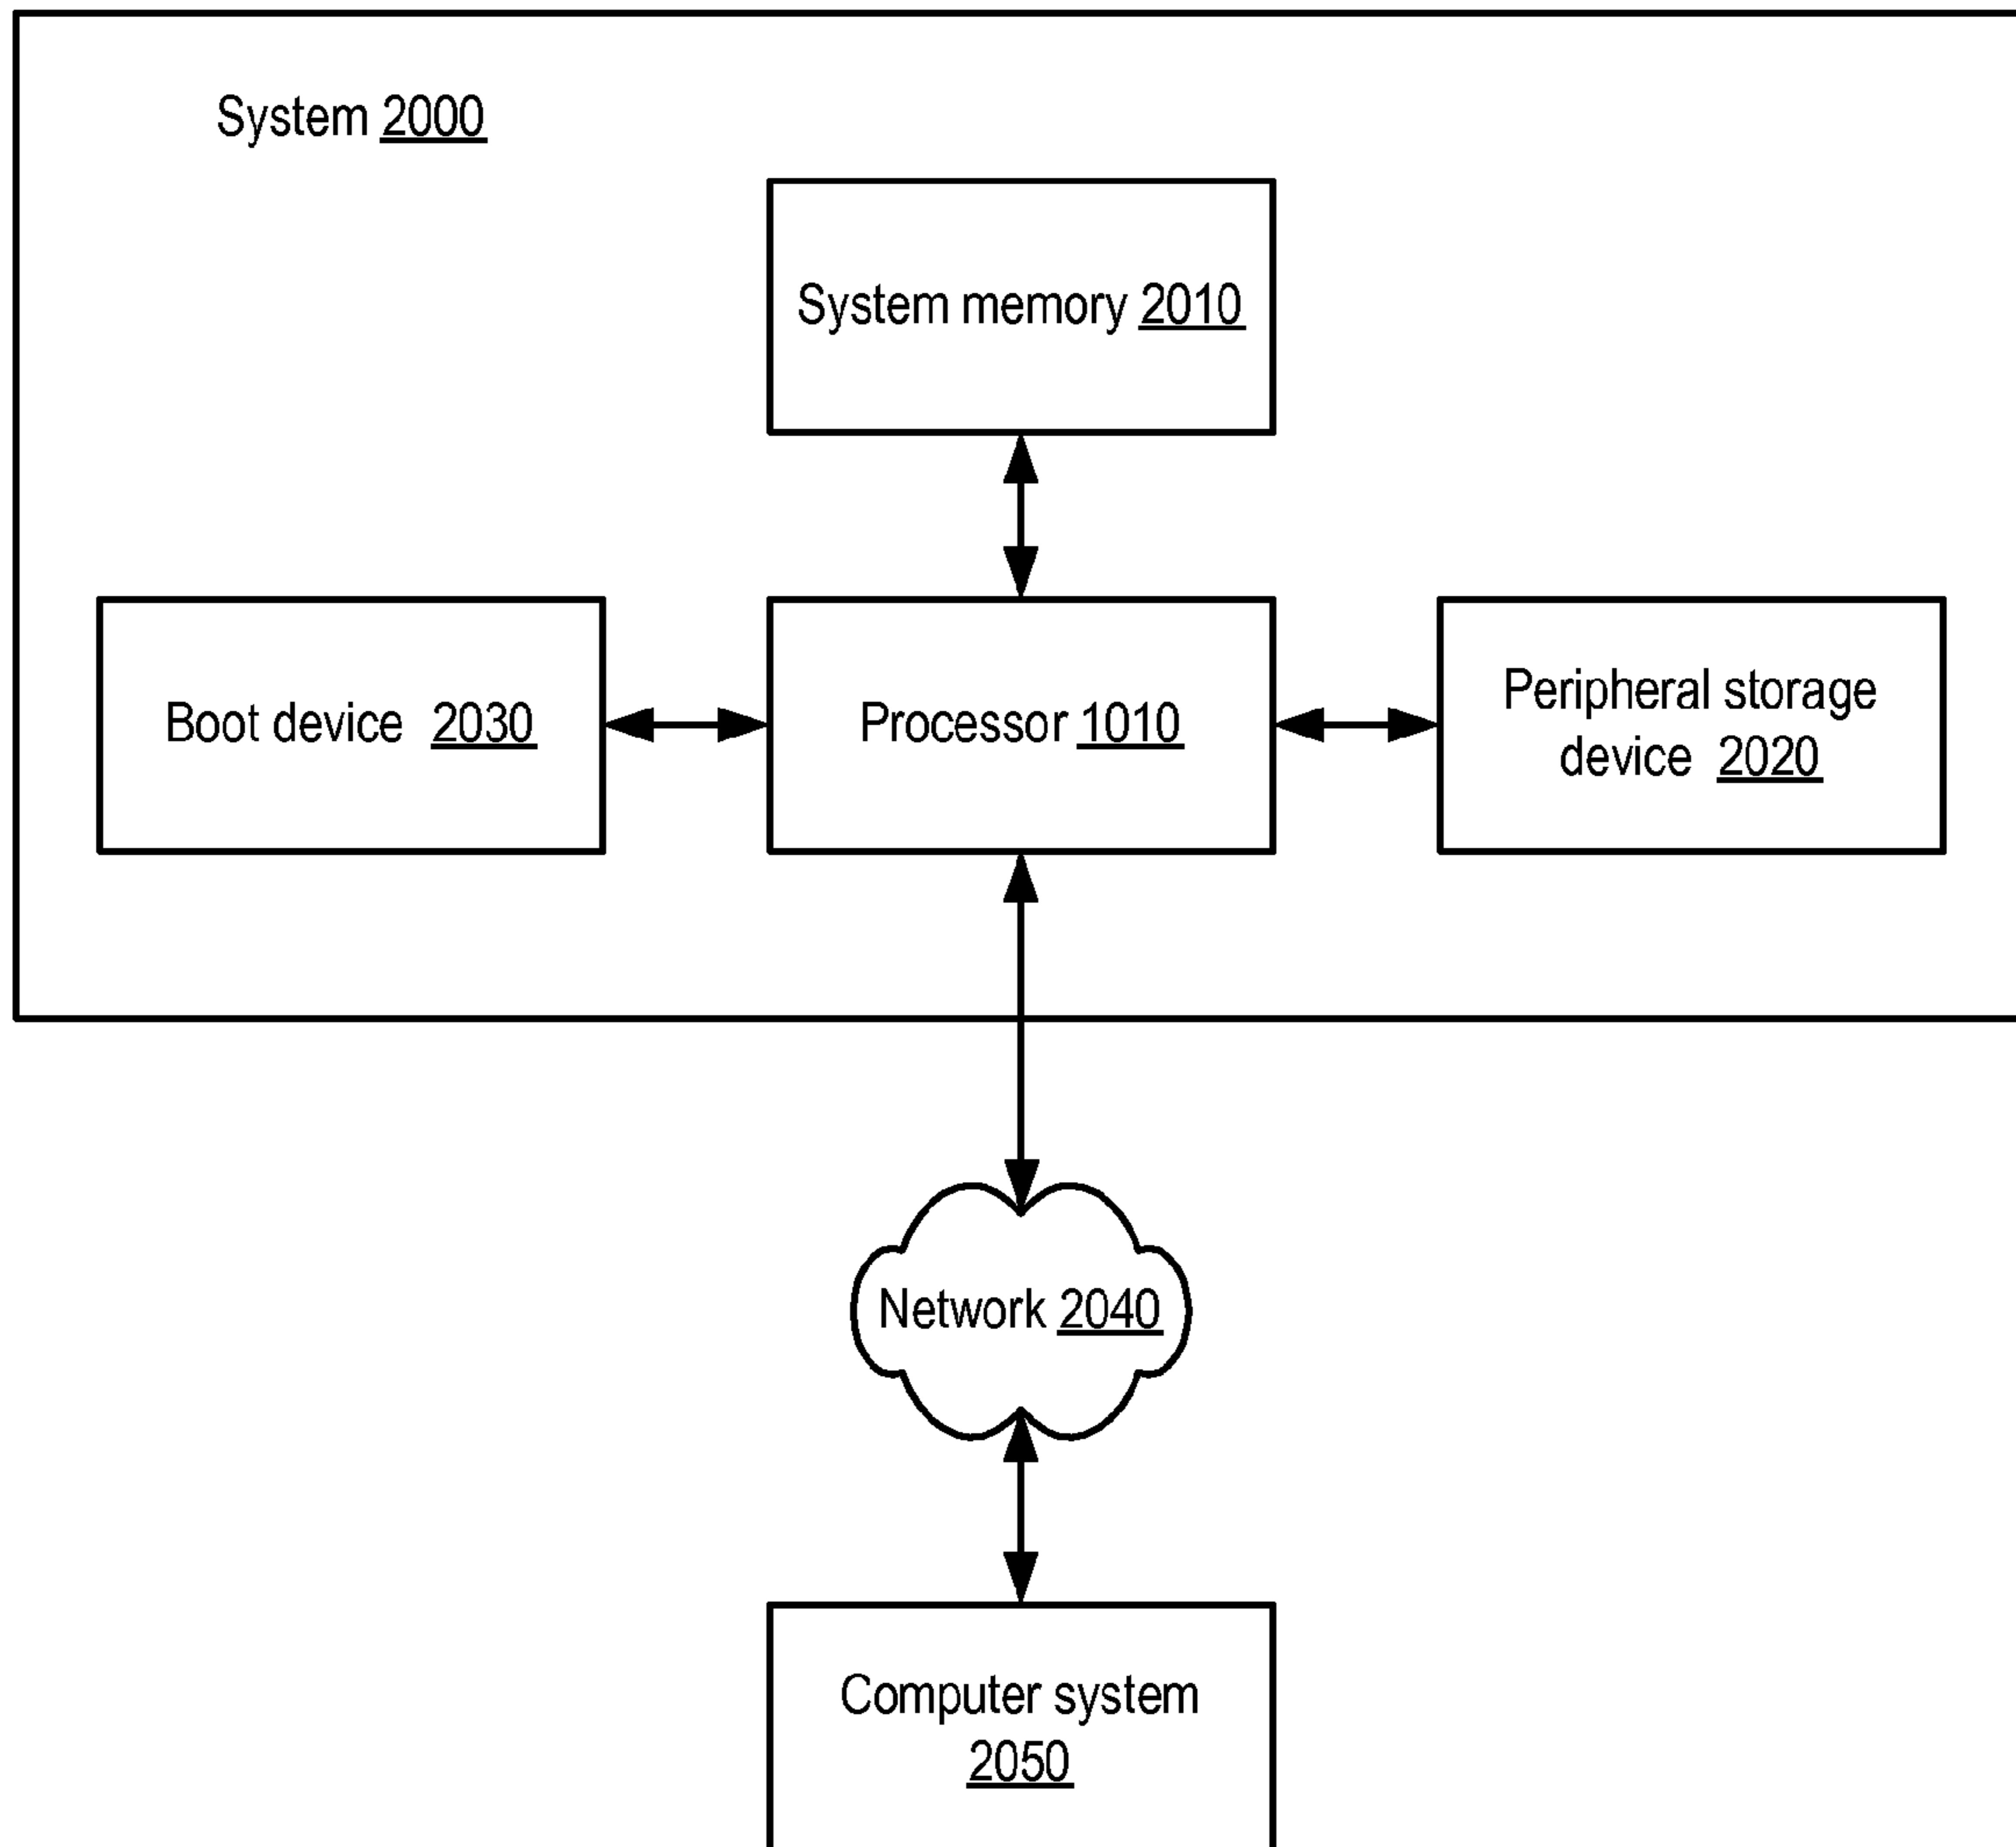 System 2000
System memory 2010
Boot device 2030
Processor 1010
Peripheral storage
device 2020
Network 2040
Computer system
2050